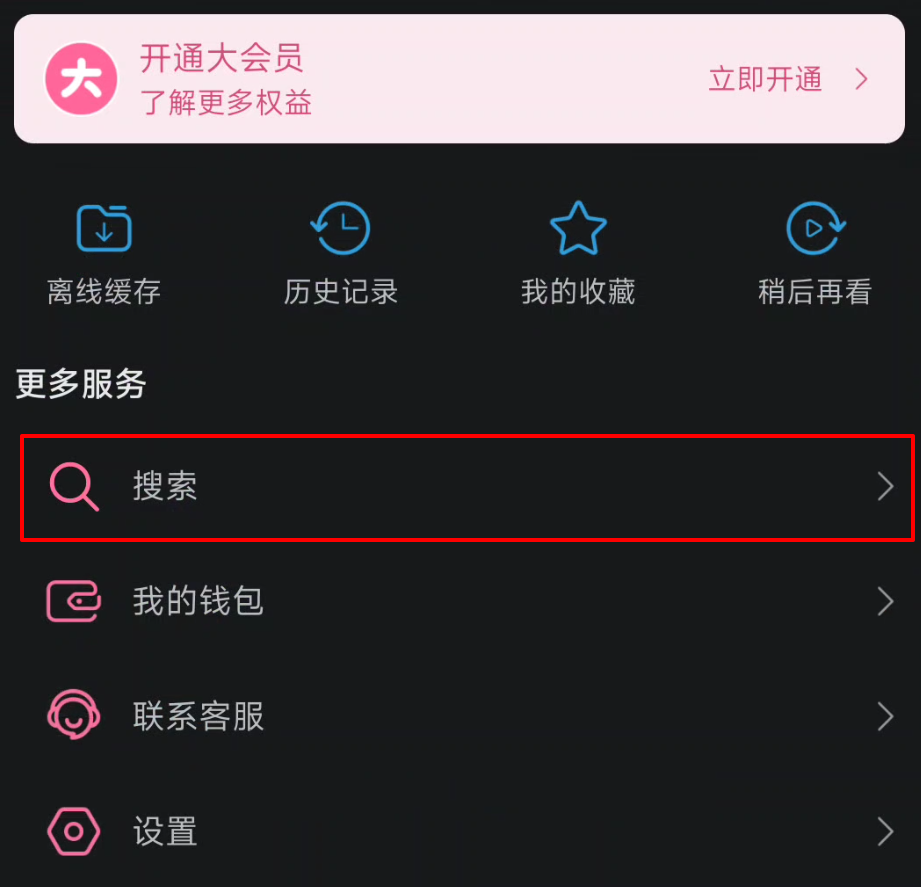 大
开通大会员
了解更多权益
立即开通
离线缓存
历史记录
我的收藏
稍后再看
更多服务
搜索
我的钱包
联系客服
设置